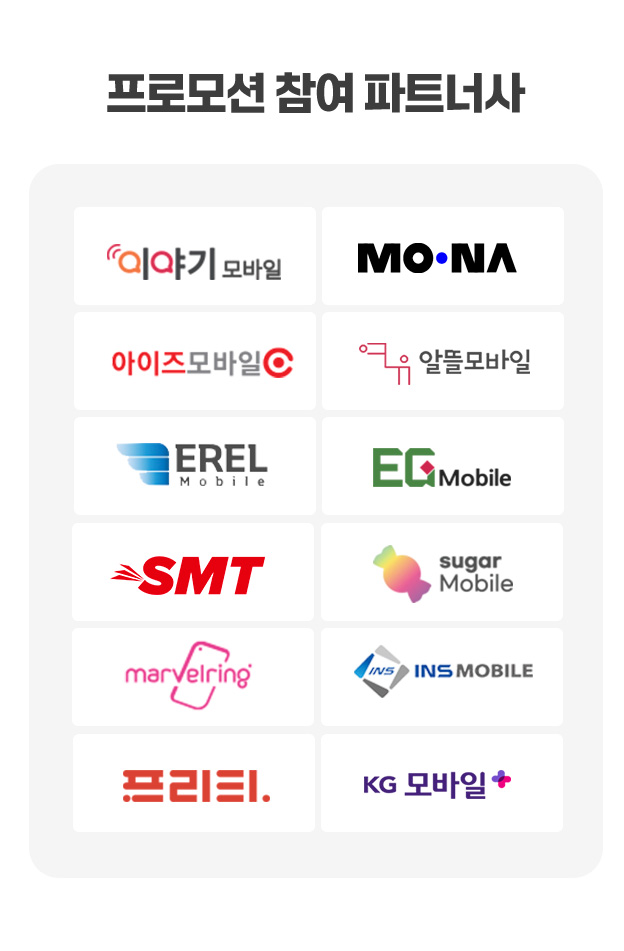 프로모션 참여 파트너사
이야기 모바일
MO·NA
아이즈모바일
알뜰모바일
EREL
Mobile
EG Mobile
SMT
sugar
Mobile
marvelring
INS
INS MOBILE
프리티.
KG 모바일